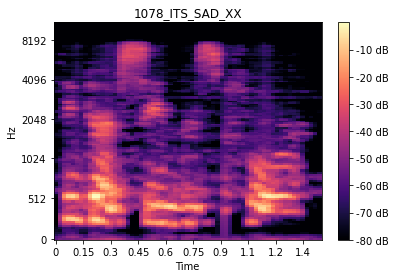 1078_ITS_SAD_XX
8192
4096
2048
1024
512
0
Hz
0 0.15 0.3 0.45 0.6 0.75 0.9 1.1 1.2 1.4
Time
-10 dB
-20 dB
-30 dB
-40 dB
-50 dB
-60 dB
-70 dB
-80 dB